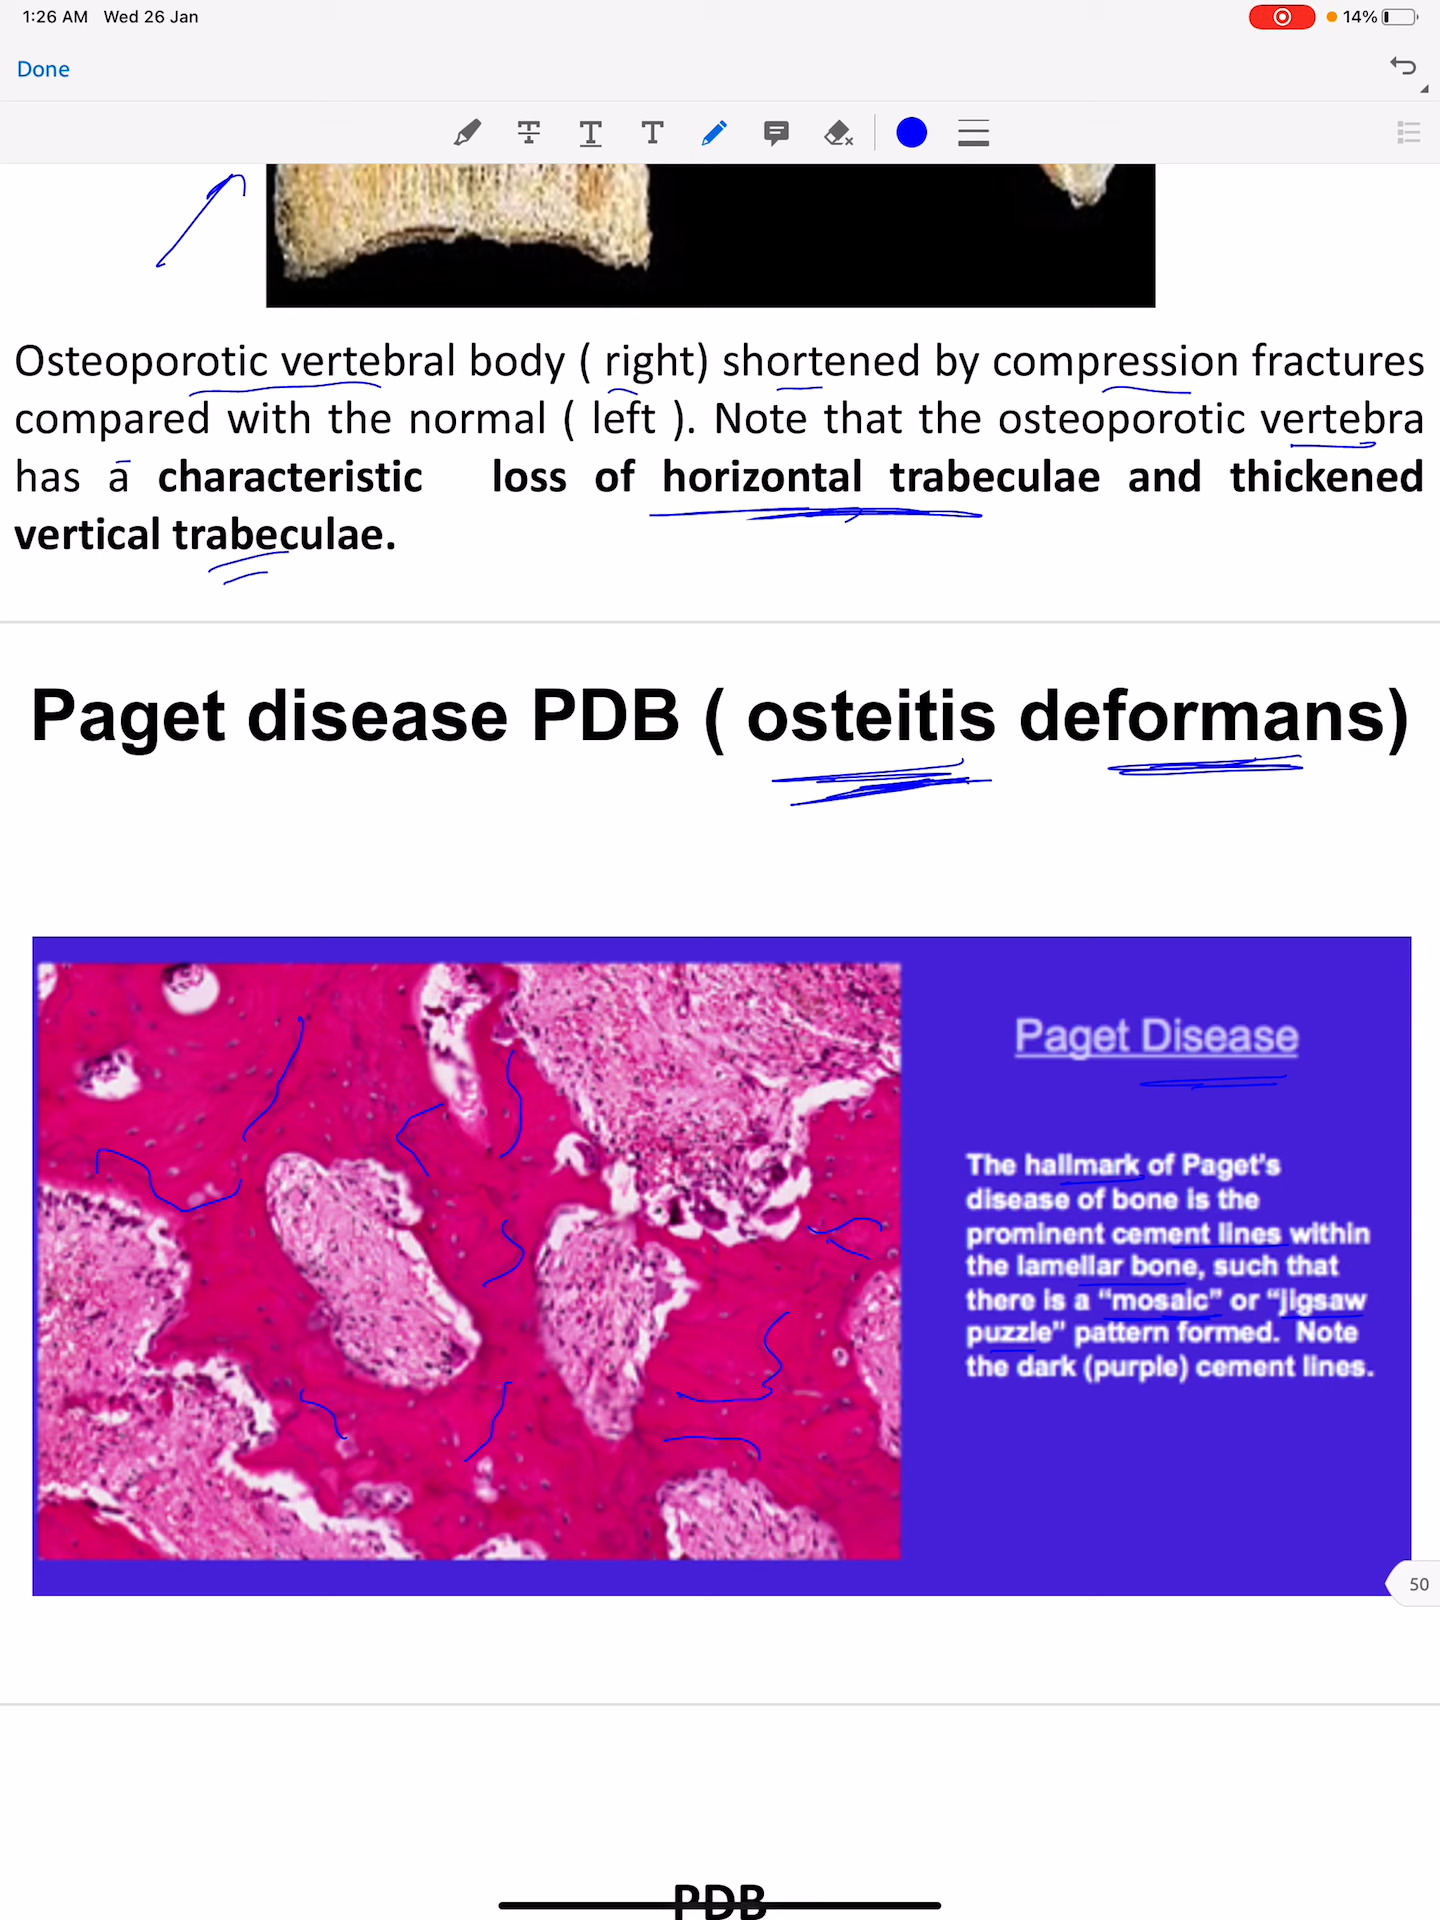 1:26 AM Wed 26 Jan
14%
Done
Osteoporotic vertebral body ( right) shortened by compression fractures
compared with the normal ( left ). Note that the osteoporotic vertebra
has a characteristic loss of horizontal trabeculae and thickened
vertical trabeculae.
Paget disease PDB ( osteitis deformans)
Paget Disease
The hallmark of Paget's
disease of bone is the
prominent cement lines within
the lamellar bone, such that
there is a “mosaic” or “jigsaw
puzzle” pattern formed. Note
the dark (purple) cement lines.
50
PDB